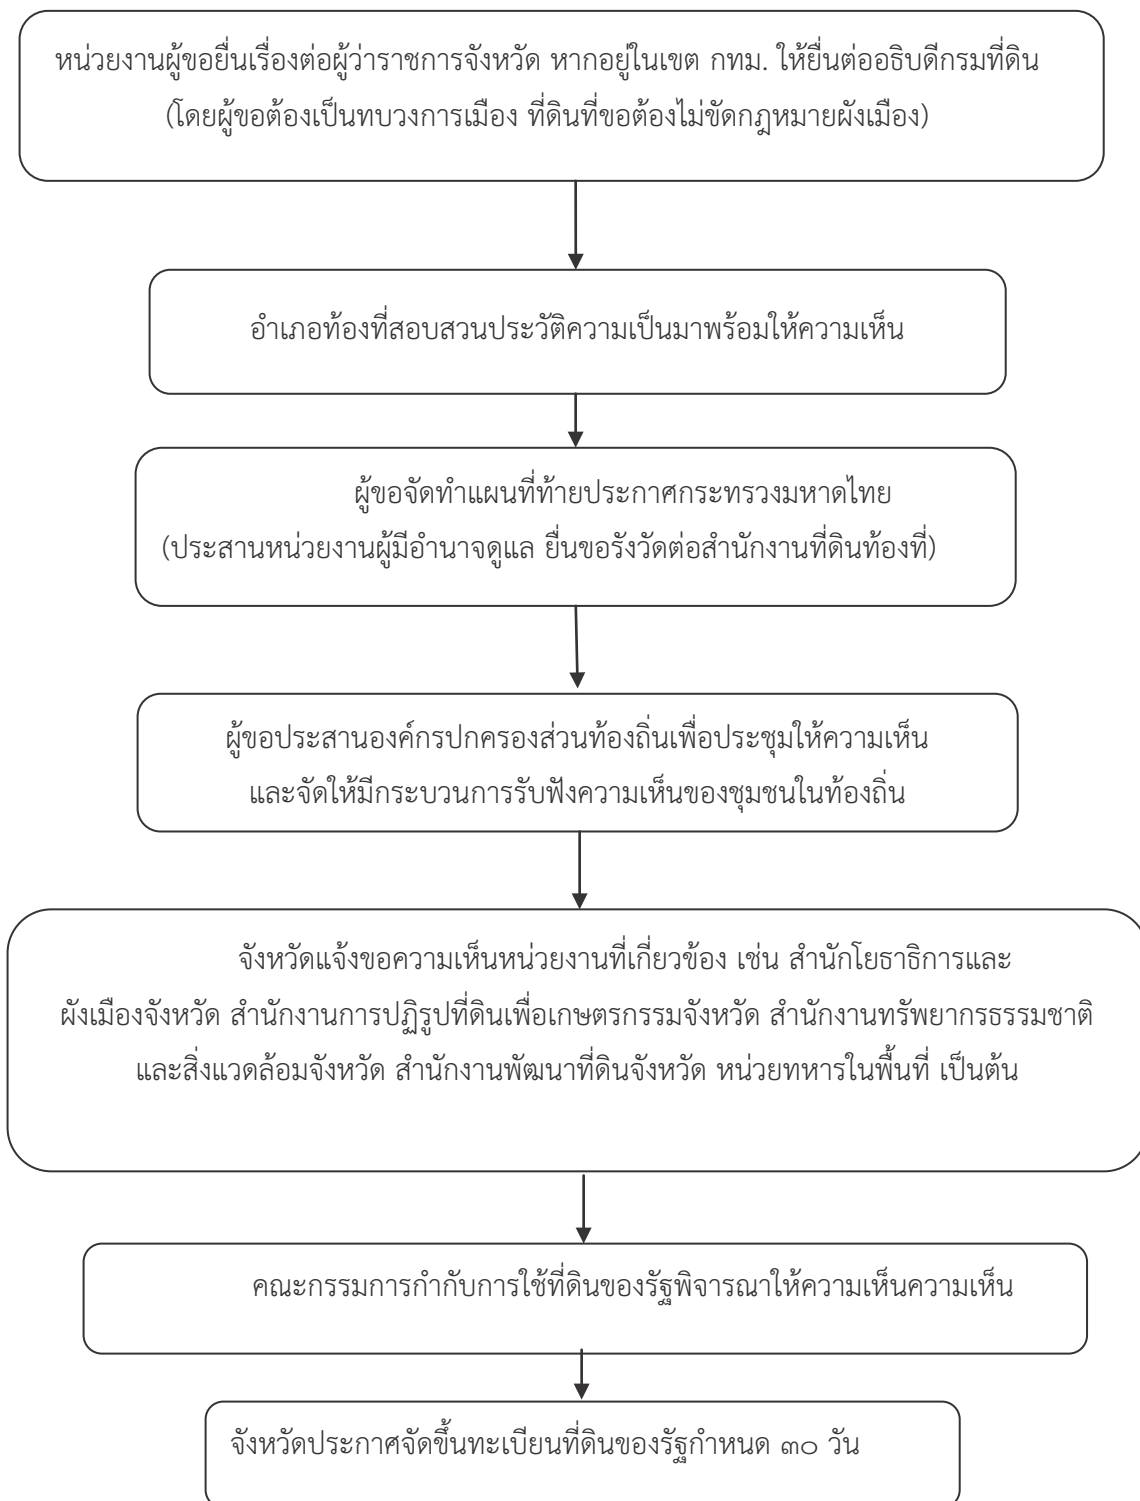 หน่วยงานผู้ขอยื่นเรื่องต่อผู้ว่าราชการจังหวัด หากอยู่ในเขต กทม. ให้ยื่นต่ออธิบดีกรมที่ดิน
(โดยผู้ขอต้องเป็นทบวงการเมือง ที่ดินที่ขอต้องไม่ขัดกฎหมายผังเมือง)
อำเภอท้องที่สอบสวนประวัติความเป็นมาพร้อมให้ความเห็น
ผู้ขอจัดทำแผนที่ท้ายประกาศกระทรวงมหาดไทย
(ประสานหน่วยงานผู้มีอำนาจดูแล ยื่นขอรังวัดต่อสำนักงานที่ดินท้องที่)
ผู้ขอประสานองค์กรปกครองส่วนท้องถิ่นเพื่อประชุมให้ความเห็น
และจัดให้มีกระบวนการรับฟังความเห็นของชุมชนในท้องถิ่น
จังหวัดแจ้งขอความเห็นหน่วยงานที่เกี่ยวข้อง เช่น สำนักโยธาธิการและ
ผังเมืองจังหวัด สำนักงานการปฏิรูปที่ดินเพื่อเกษตรกรรมจังหวัด สำนักงานทรัพยากรธรรมชาติ
และสิ่งแวดล้อมจังหวัด สำนักงานพัฒนาที่ดินจังหวัด หน่วยทหารในพื้นที่ เป็นต้น
คณะกรรมการกำกับการใช้ที่ดินของรัฐพิจารณาให้ความเห็นความเห็น
จังหวัดประกาศจัดขึ้นทะเบียนที่ดินของรัฐกำหนด ๓๐ วัน